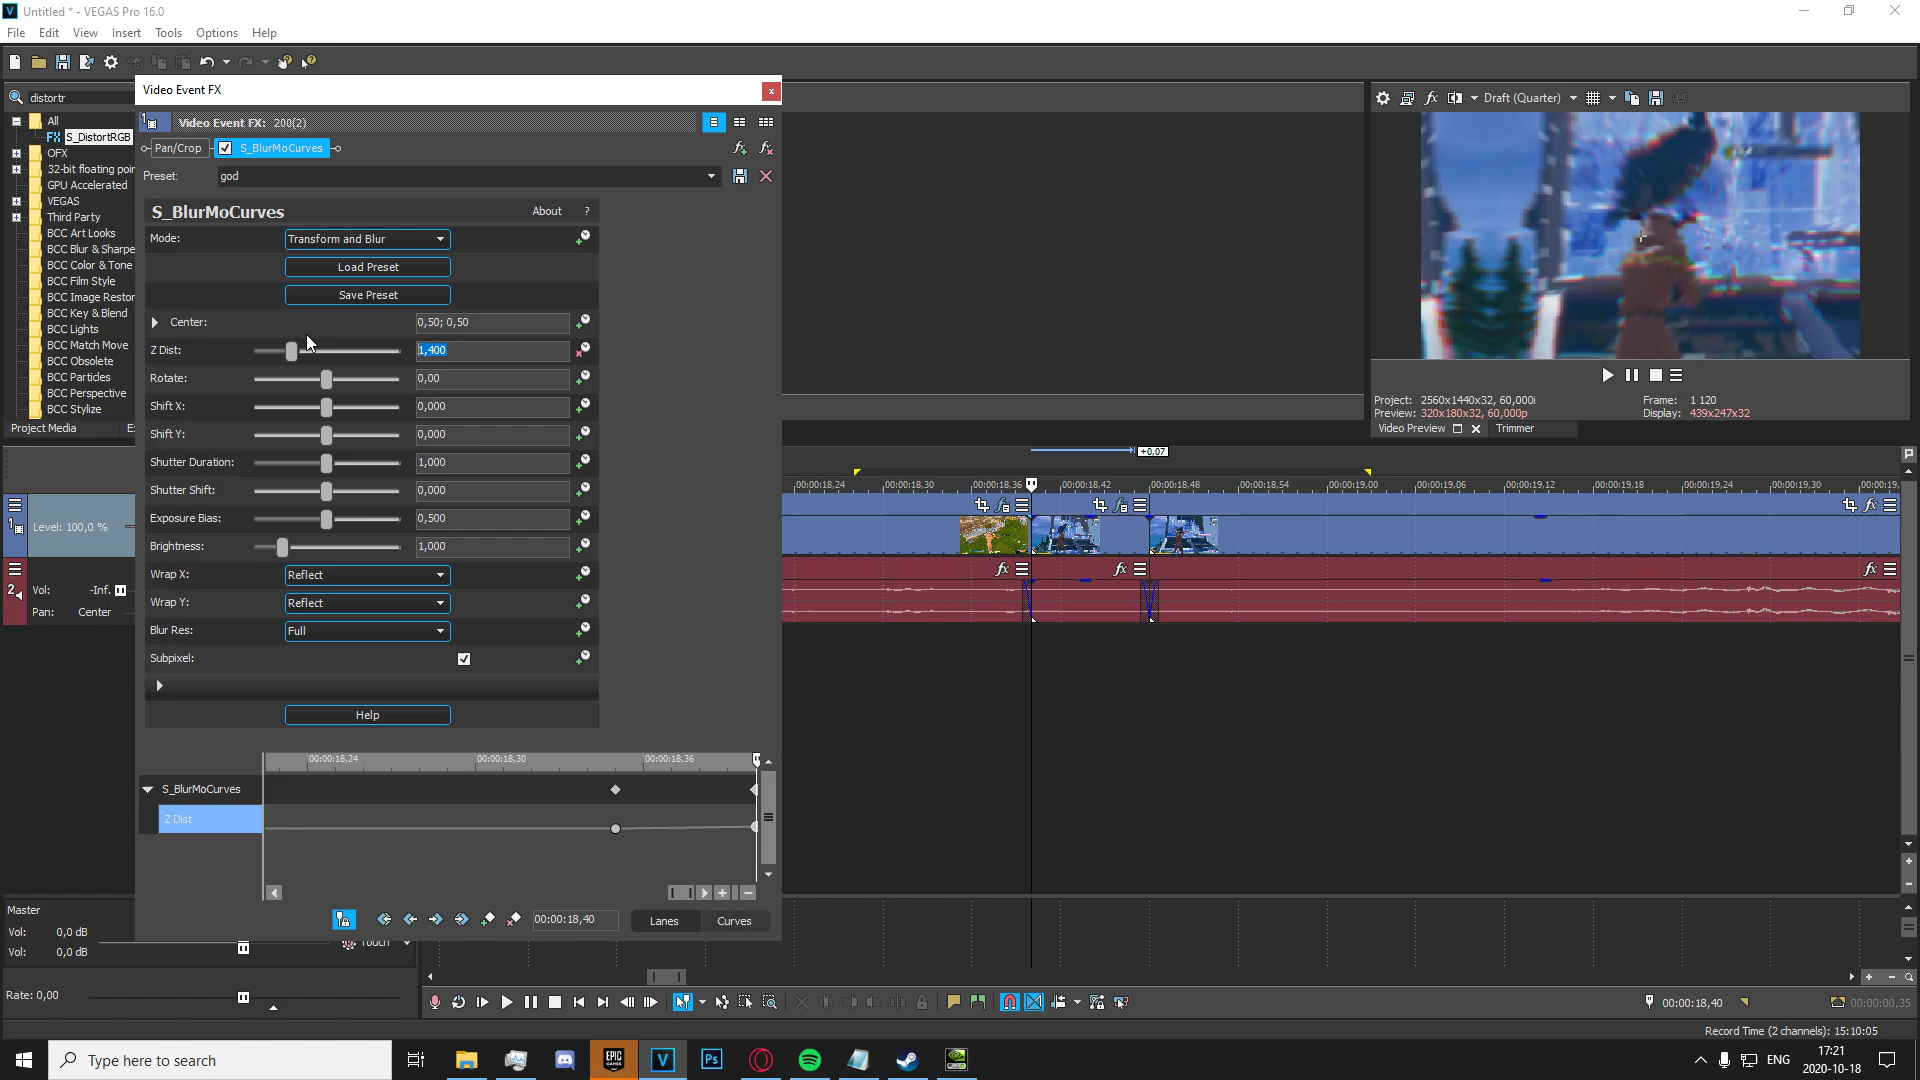 Untitled * - VEGAS Pro 16.0
File Edit View Insert Tools Options Help
distortr
All
FX S_DistortRGB
OFX
32-bit floating poir
GPU Accelerated
VEGAS
Third Party
BCC Art Looks
BCC Blur & Sharpe
BCC Color & Tone
BCC Film Style
BCC Image Restor
BCC Key & Blend
BCC Lights
BCC Match Move
BCC Obsolete
BCC Particles
BCC Perspective
BCC Stylize
Project Media E
Video Event FX
Video Event FX: 200(2)
Pan/Crop S_BlurMoCurves
Preset: god
S_BlurMoCurves About ?
Mode: Transform and Blur
Load Preset
Save Preset
Center: 0,50; 0,50
Z Dist: 1,400
Rotate: 0,00
Shift X: 0,000
Shift Y: 0,000
Shutter Duration: 1,000
Shutter Shift: 0,000
Exposure Bias: 0,500
Brightness: 1,000
Wrap X: Reflect
Wrap Y: Reflect
Blur Res: Full
Subpixel:
Help
00:00:18,24 00:00:18,30 00:00:18,36
S_BlurMoCurves
Z Dist
00:00:18,40 Lanes Curves
Draft (Quarter)
Project: 2560x1440x32, 60,000i Frame: 1 120
Preview: 320x180x32, 60,000p Display: 439x247x32
Video Preview Trimmer
+0,07
00:00:18,24 00:00:18,30 00:00:18,36 00:00:18,42 00:00:18,48 00:00:18,54 00:00:19,00 00:00:19,06 00:00:19,12 00:00:19,18 00:00:19,24 00:00:19,30 00:00:19,
1 Level: 100,0 %
2 Vol: -Inf.
Pan: Center
Master
Vol: 0,0 dB
Vol: 0,0 dB
Touch
Rate: 0,00
00:00:18,40 00:00:00,35
Record Time (2 channels): 15:10:05
Type here to search
EPIC GAMES
V
Ps
ENG
17:21
2020-10-18